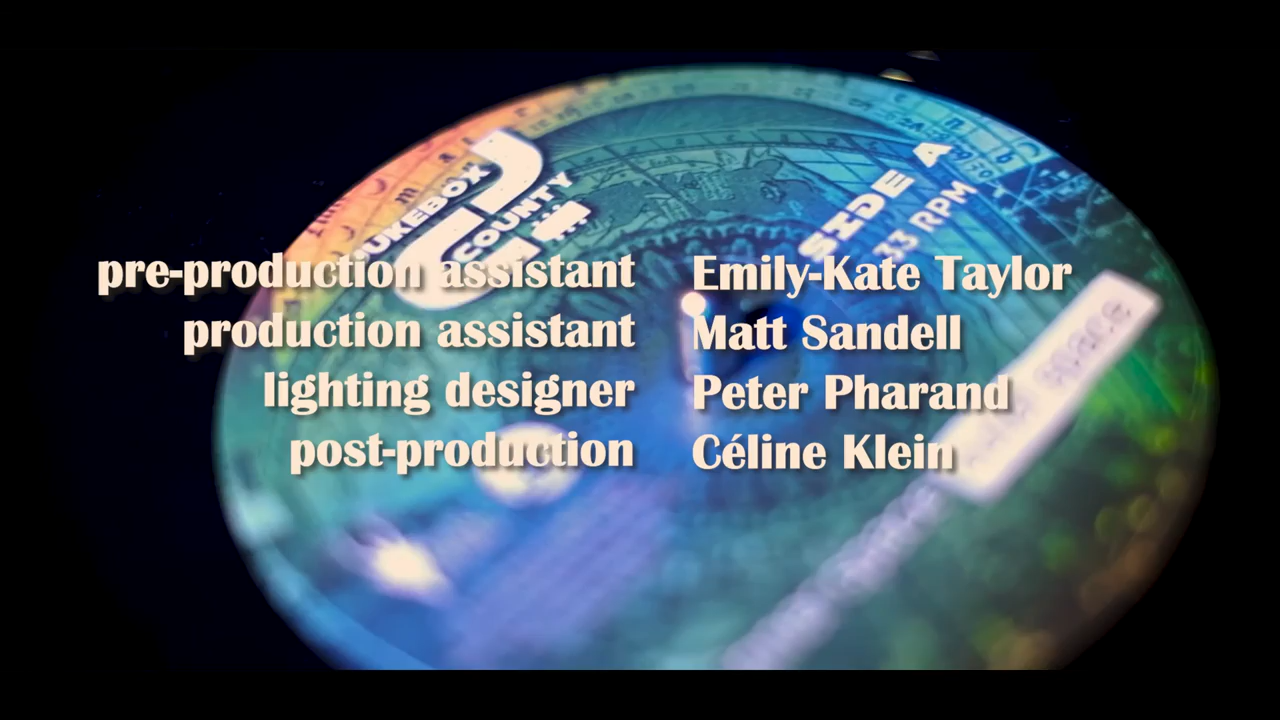 JUKEBOX
COUNTY
SIDE A
33 RPM
pre-production assistant Emily-Kate Taylor
production assistant Matt Sandell
lighting designer Peter Pharand
post-production Céline Klein